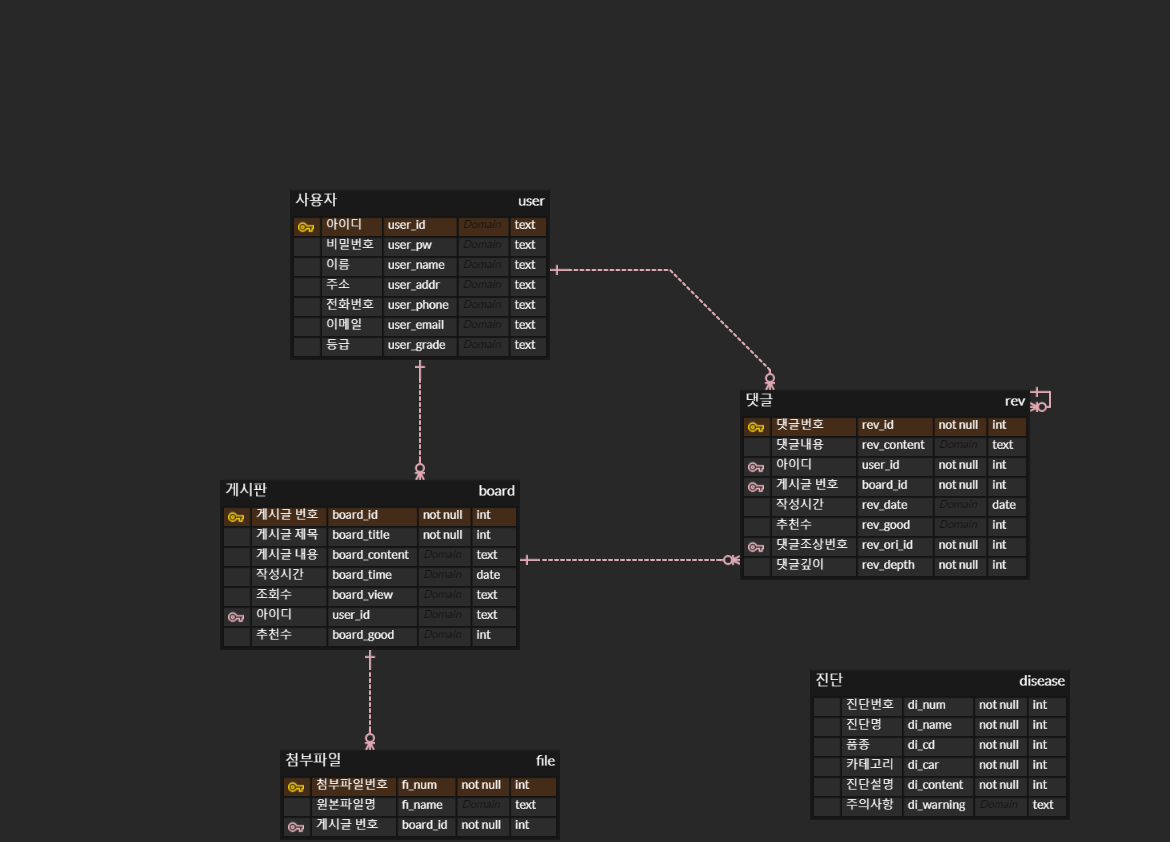 사용자 user
아이디 user_id Domain text
비밀번호 user_pw Domain text
이름 user_name Domain text
주소 user_addr Domain text
전화번호 user_phone Domain text
이메일 user_email Domain text
등급 user_grade Domain text
댓글 rev
댓글번호 rev_id not null int
댓글내용 rev_content Domain text
아이디 user_id not null int
게시글 번호 board_id not null int
작성시간 rev_date Domain date
추천수 rev_good Domain int
댓글조상번호 rev_ori_id not null int
댓글깊이 rev_depth not null int
게시판 board
게시글 번호 board_id not null int
게시글 제목 board_title not null int
게시글 내용 board_content Domain text
작성시간 board_time Domain date
조회수 board_view Domain text
아이디 user_id Domain text
추천수 board_good Domain int
진단 disease
진단번호 di_num not null int
진단명 di_name not null int
품종 di_cd not null int
카테고리 di_car not null int
진단설명 di_content not null int
주의사항 di_warning Domain text
첨부파일 file
첨부파일번호 fi_num not null int
원본파일명 fi_name Domain text
게시글 번호 board_id not null int